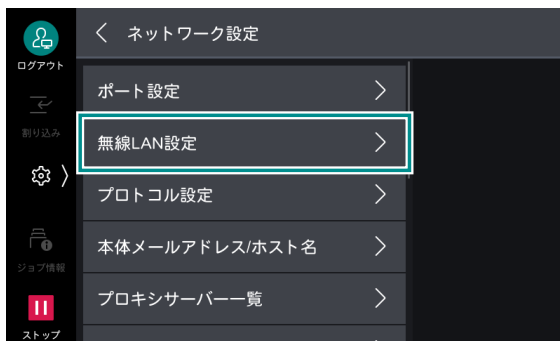 ネットワーク設定
ログアウト
ポート設定
割り込み
無線LAN設定
プロトコル設定
本体メールアドレス/ホスト名
ジョブ情報
プロキシサーバー一覧
ストップ